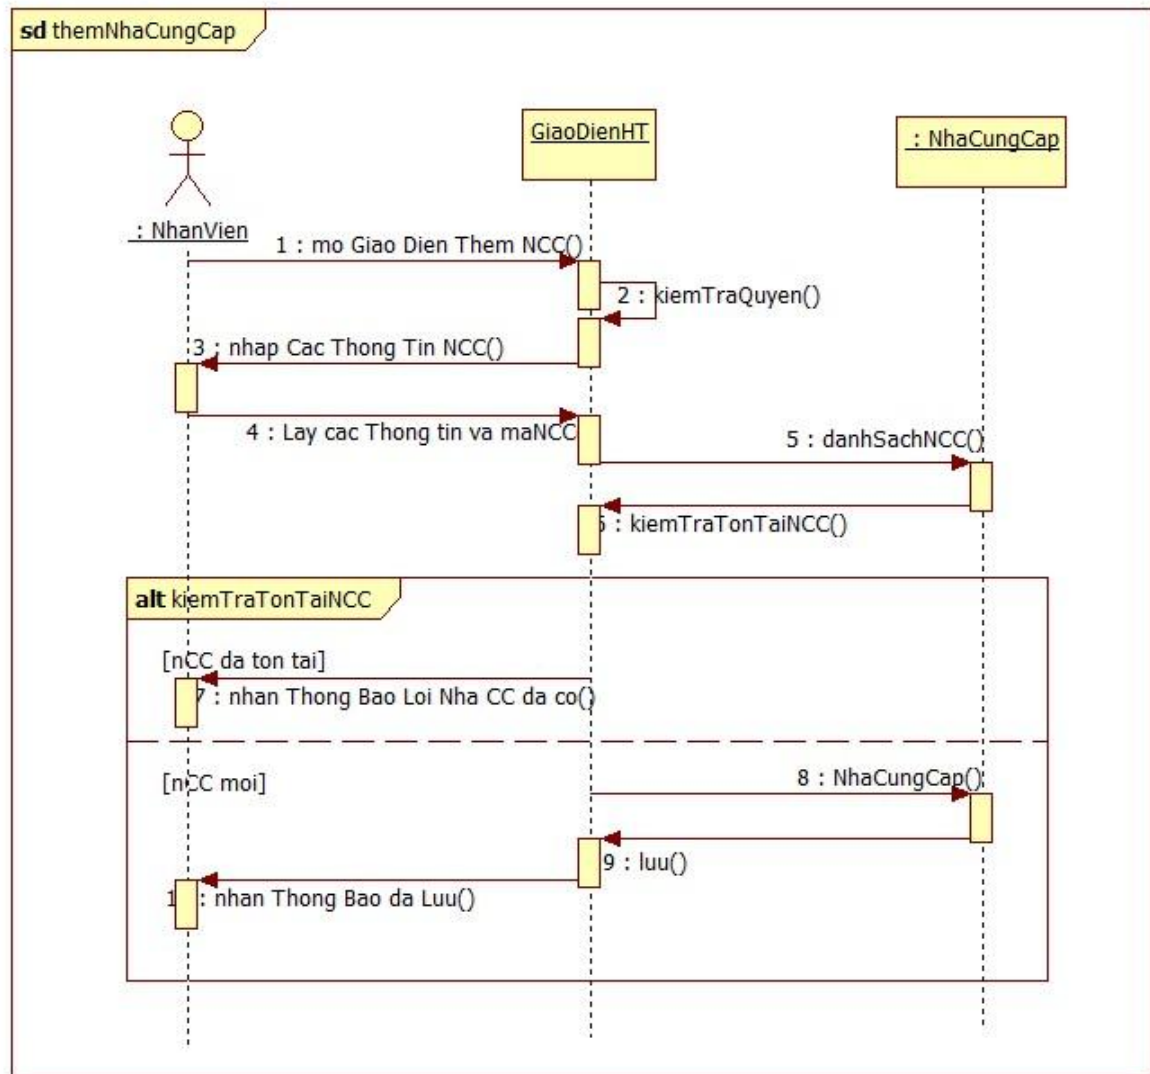 sd themNhaCungCap
GiaoDienHT
: NhaCungCap
: NhanVien
1 : mo Giao Dien Them NCC()
2 : kiemTraQuyen()
3 : nhap Cac Thong Tin NCC()
4 : Lay cac Thong tin va maNCC
5 : danhSachNCC()
6 : kiemTraTonTaiNCC()
alt kiemTraTonTaiNCC
[nCC da ton tai]
7 : nhan Thong Bao Loi Nha CC da co()
[nCC moi]
8 : NhaCungCap()
9 : luu()
: nhan Thong Bao da Luu()